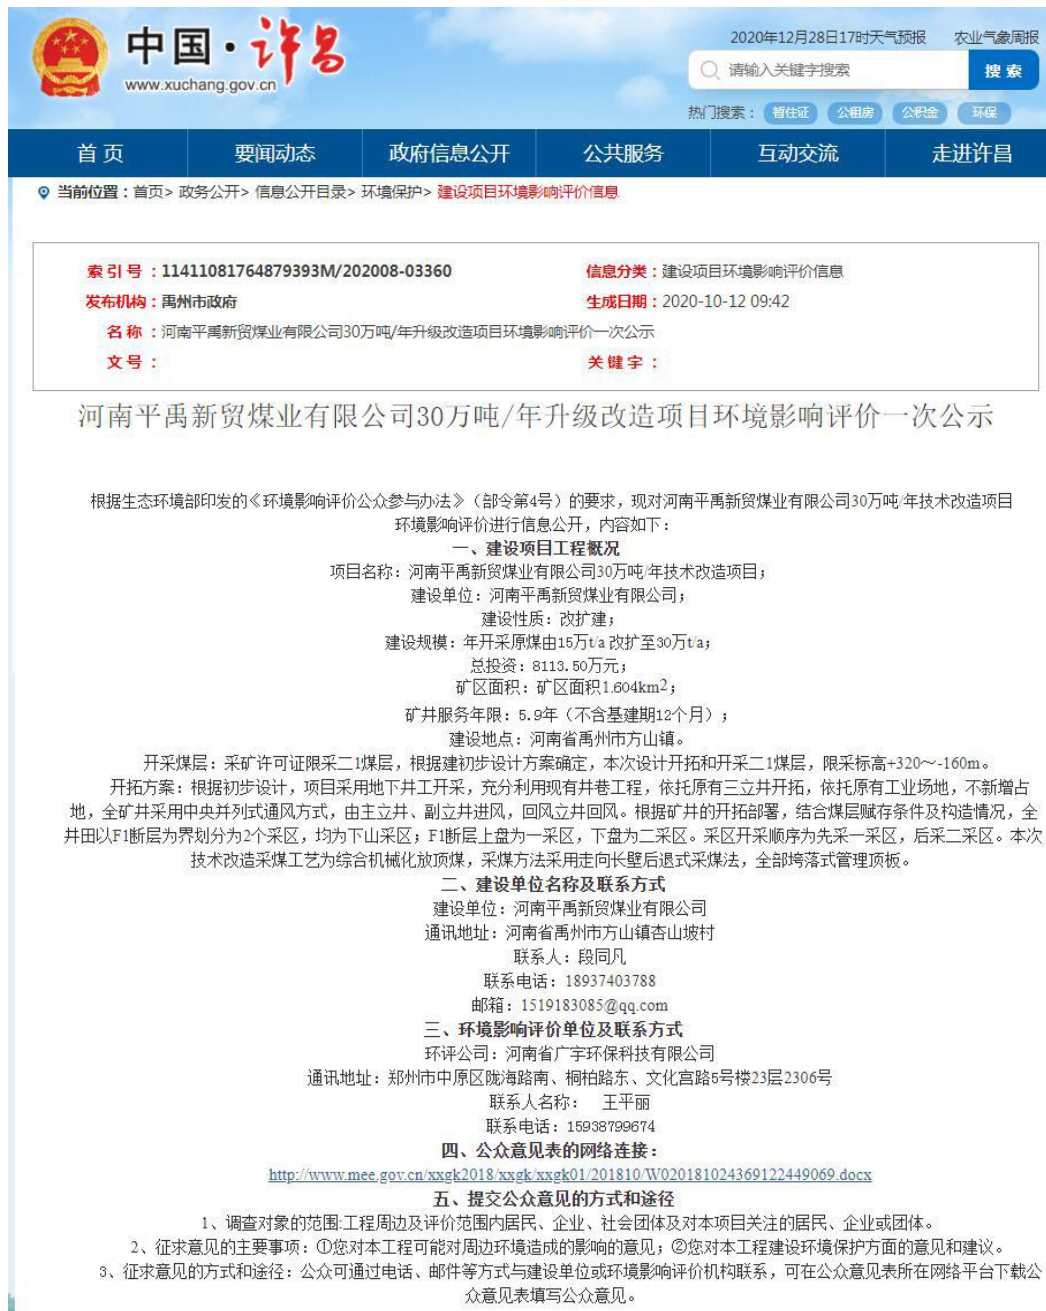 中国·许昌
www.xuchang.gov.cn
2020年12月28日17时天气预报 农业气象周报
请输入关键字搜索 搜索
热门搜索： 暂住证 公租房 公积金 环保
首页 要闻动态 政府信息公开 公共服务 互动交流 走进许昌
当前位置：首页> 政务公开> 信息公开目录> 环境保护> 建设项目环境影响评价信息
索引号：11411081764879393M/202008-03360 信息分类：建设项目环境影响评价信息
发布机构：禹州市政府 生成日期：2020-10-12 09:42
名称：河南平禹新贸煤业有限公司30万吨/年升级改造项目环境影响评价一次公示
文号： 关键字：
河南平禹新贸煤业有限公司30万吨/年升级改造项目环境影响评价一次公示
根据生态环境部印发的《环境影响评价公众参与办法》（部令第4号）的要求，现对河南平禹新贸煤业有限公司30万吨/年技术改造项目
环境影响评价进行信息公开，内容如下：
一、建设项目工程概况
项目名称：河南平禹新贸煤业有限公司30万吨/年技术改造项目；
建设单位：河南平禹新贸煤业有限公司；
建设性质：改扩建；
建设规模：年开采原煤由15万t/a 改扩至30万t/a；
总投资：8113.50万元；
矿区面积：矿区面积1.604km2；
矿井服务年限：5.9年（不含基建期12个月）；
建设地点：河南省禹州市方山镇。
开采煤层：采矿许可证限采二1煤层，根据建初步设计方案确定，本次设计开拓和开采二1煤层，限采标高+320～-160m。
开拓方案：根据初步设计，项目采用地下井工开采，充分利用现有井巷工程，依托原有三立井开拓，依托原有工业场地，不新增占
地，全矿井采用中央并列式通风方式，由主立井、副立井进风，回风立井回风。根据矿井的开拓部署，结合煤层赋存条件及构造情况，全
井田以F1断层为界划分为2个采区，均为下山采区；F1断层上盘为一采区，下盘为二采区。采区开采顺序为先采一采区，后采二采区。本次
技术改造采煤工艺为综合机械化放顶煤，采煤方法采用走向长壁后退式采煤法，全部垮落式管理顶板。
二、建设单位名称及联系方式
建设单位：河南平禹新贸煤业有限公司
通讯地址：河南省禹州市方山镇杏山坡村
联系人：段同凡
联系电话：18937403788
邮箱：1519183085@qq.com
三、环境影响评价单位及联系方式
环评公司：河南省广宇环保科技有限公司
通讯地址：郑州市中原区陇海路南、桐柏路东、文化宫路5号楼23层2306号
联系人名称： 王平丽
联系电话：15938799674
四、公众意见表的网络连接：
http://www.mee.gov.cn/xxgk2018/xxgk/xxgk01/201810/W020181024369122449069.docx
五、提交公众意见的方式和途径
1、调查对象的范围:工程周边及评价范围内居民、企业、社会团体及对本项目关注的居民、企业或团体。
2、征求意见的主要事项：①您对本工程可能对周边环境造成的影响的意见；②您对本工程建设环境保护方面的意见和建议。
3、征求意见的方式和途径：公众可通过电话、邮件等方式与建设单位或环境影响评价机构联系，可在公众意见表所在网络平台下载公
众意见表填写公众意见。